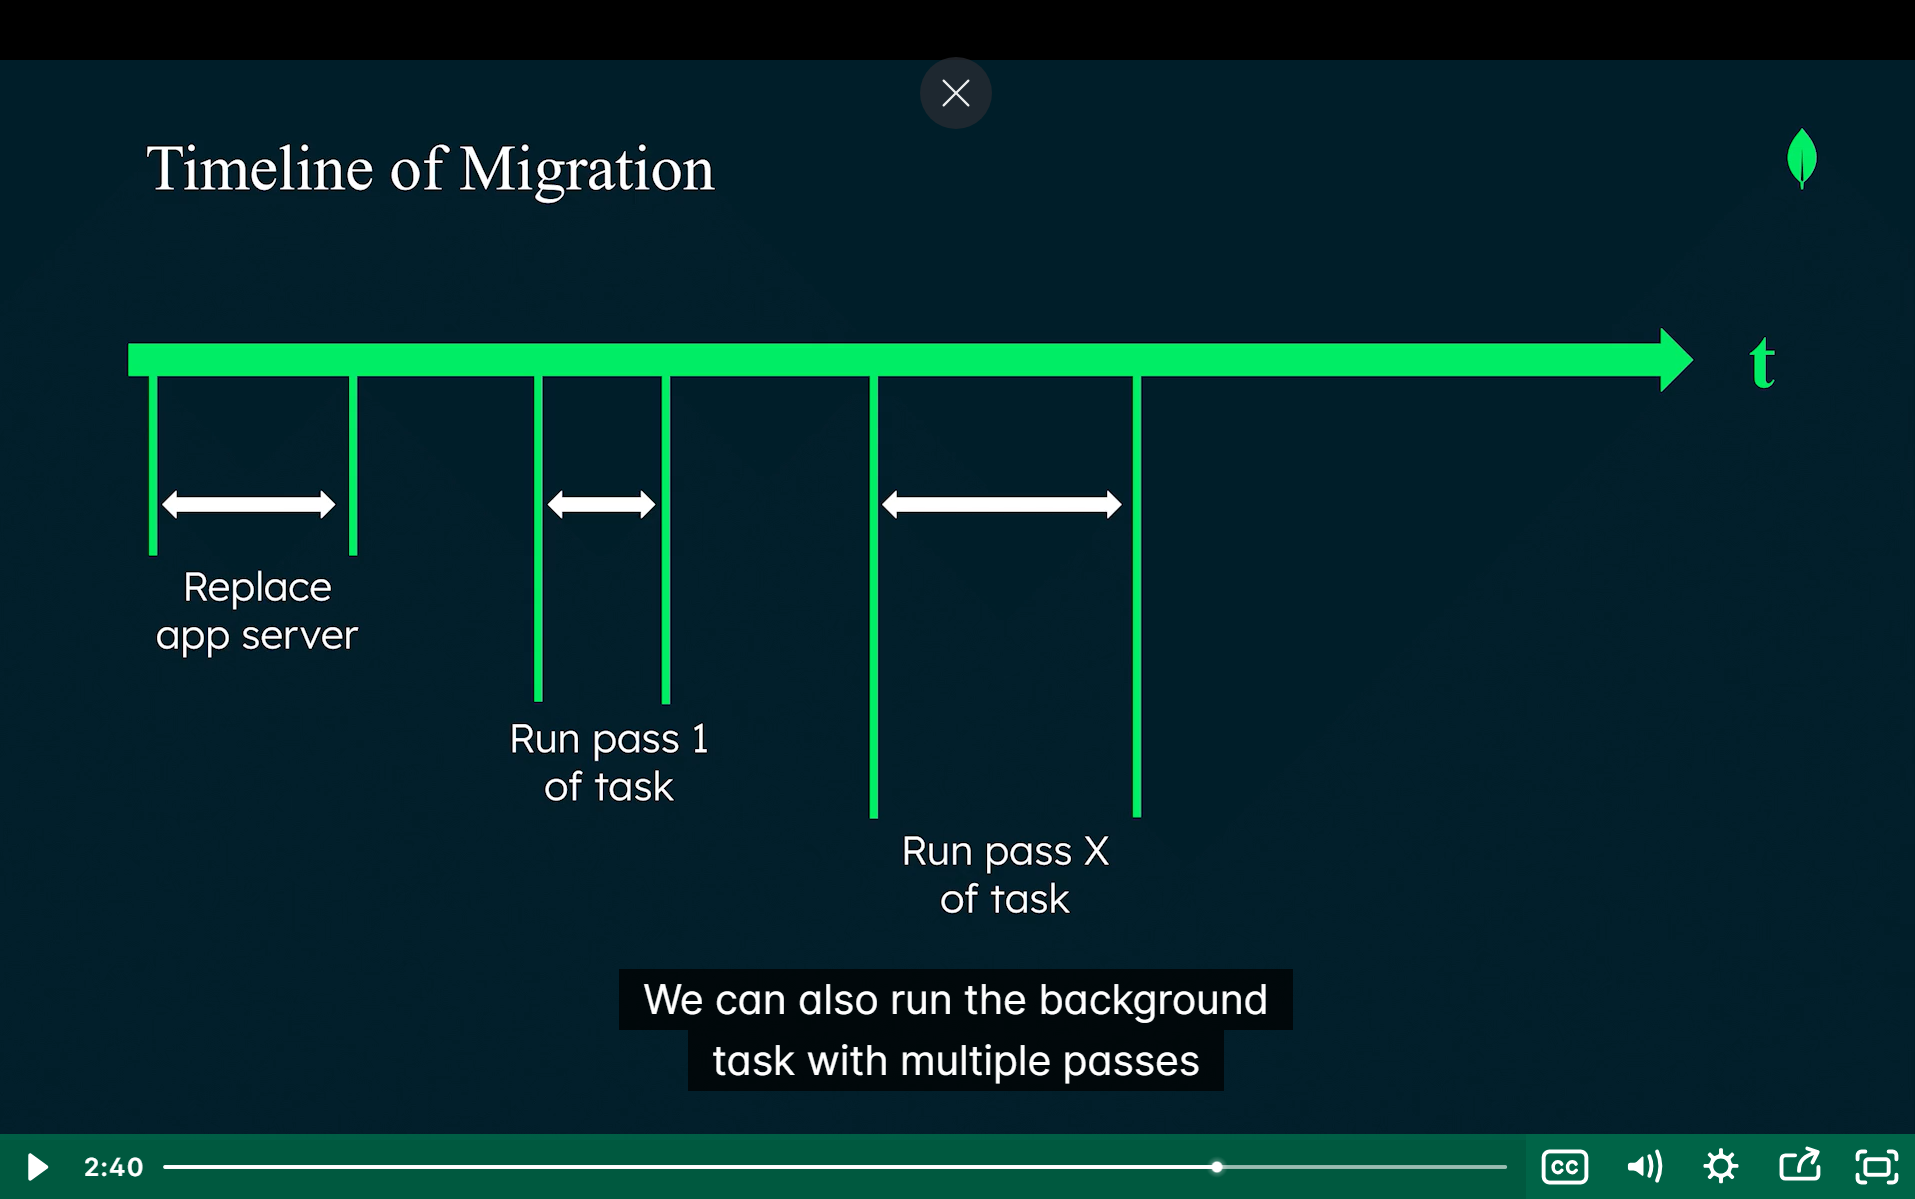 Timeline of Migration
t
Replace
app server
Run pass 1
of task
Run pass X
of task
We can also run the background
task with multiple passes
2:40
CC